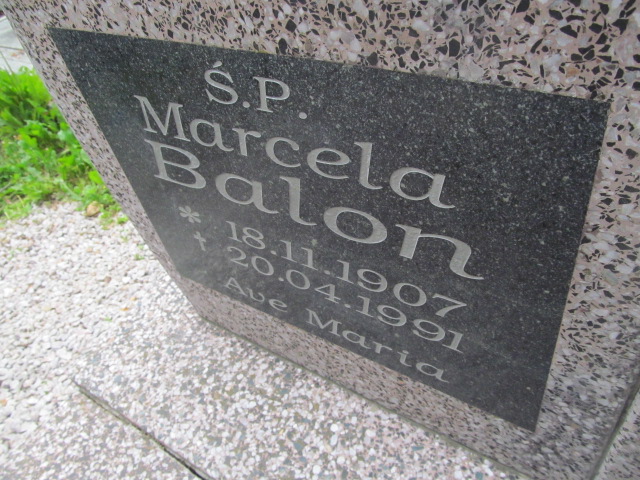 Ś.P.
Marcela
Balon
* 18.11.1907
† 20.04.1991
Ave Maria